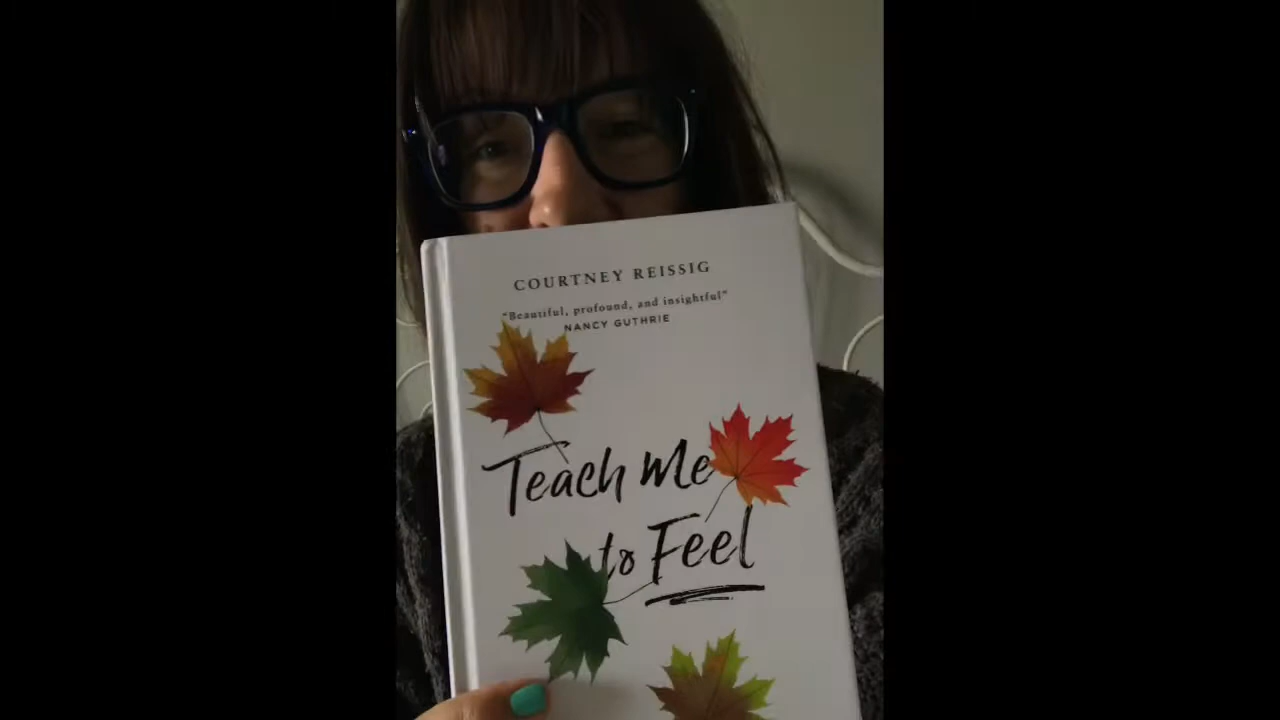 COURTNEY REISSIG
"Beautiful, profound, and insightful"
NANCY GUTHRIE
Teach Me
to Feel